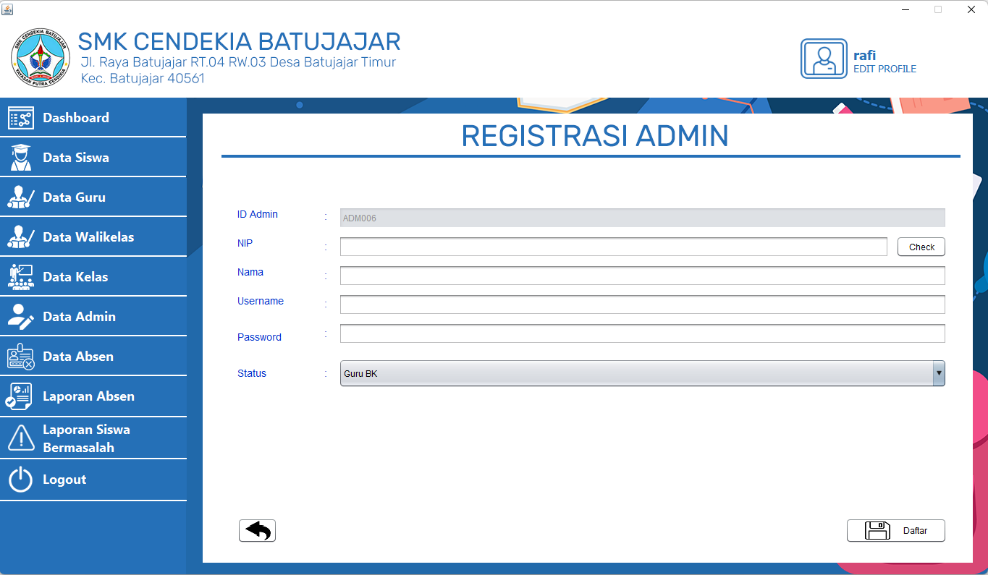 SMK CENDEKIA BATUJAJAR
Jl. Raya Batujajar RT.04 RW.03 Desa Batujajar Timur
Kec. Batujajar 40561
rafi
EDIT PROFILE
Dashboard
Data Siswa
Data Guru
Data Walikelas
Data Kelas
Data Admin
Data Absen
Laporan Absen
Laporan Siswa
Bermasalah
Logout
REGISTRASI ADMIN
ID Admin : ADM006
NIP : Check
Nama :
Username :
Password :
Status : Guru BK
Daftar